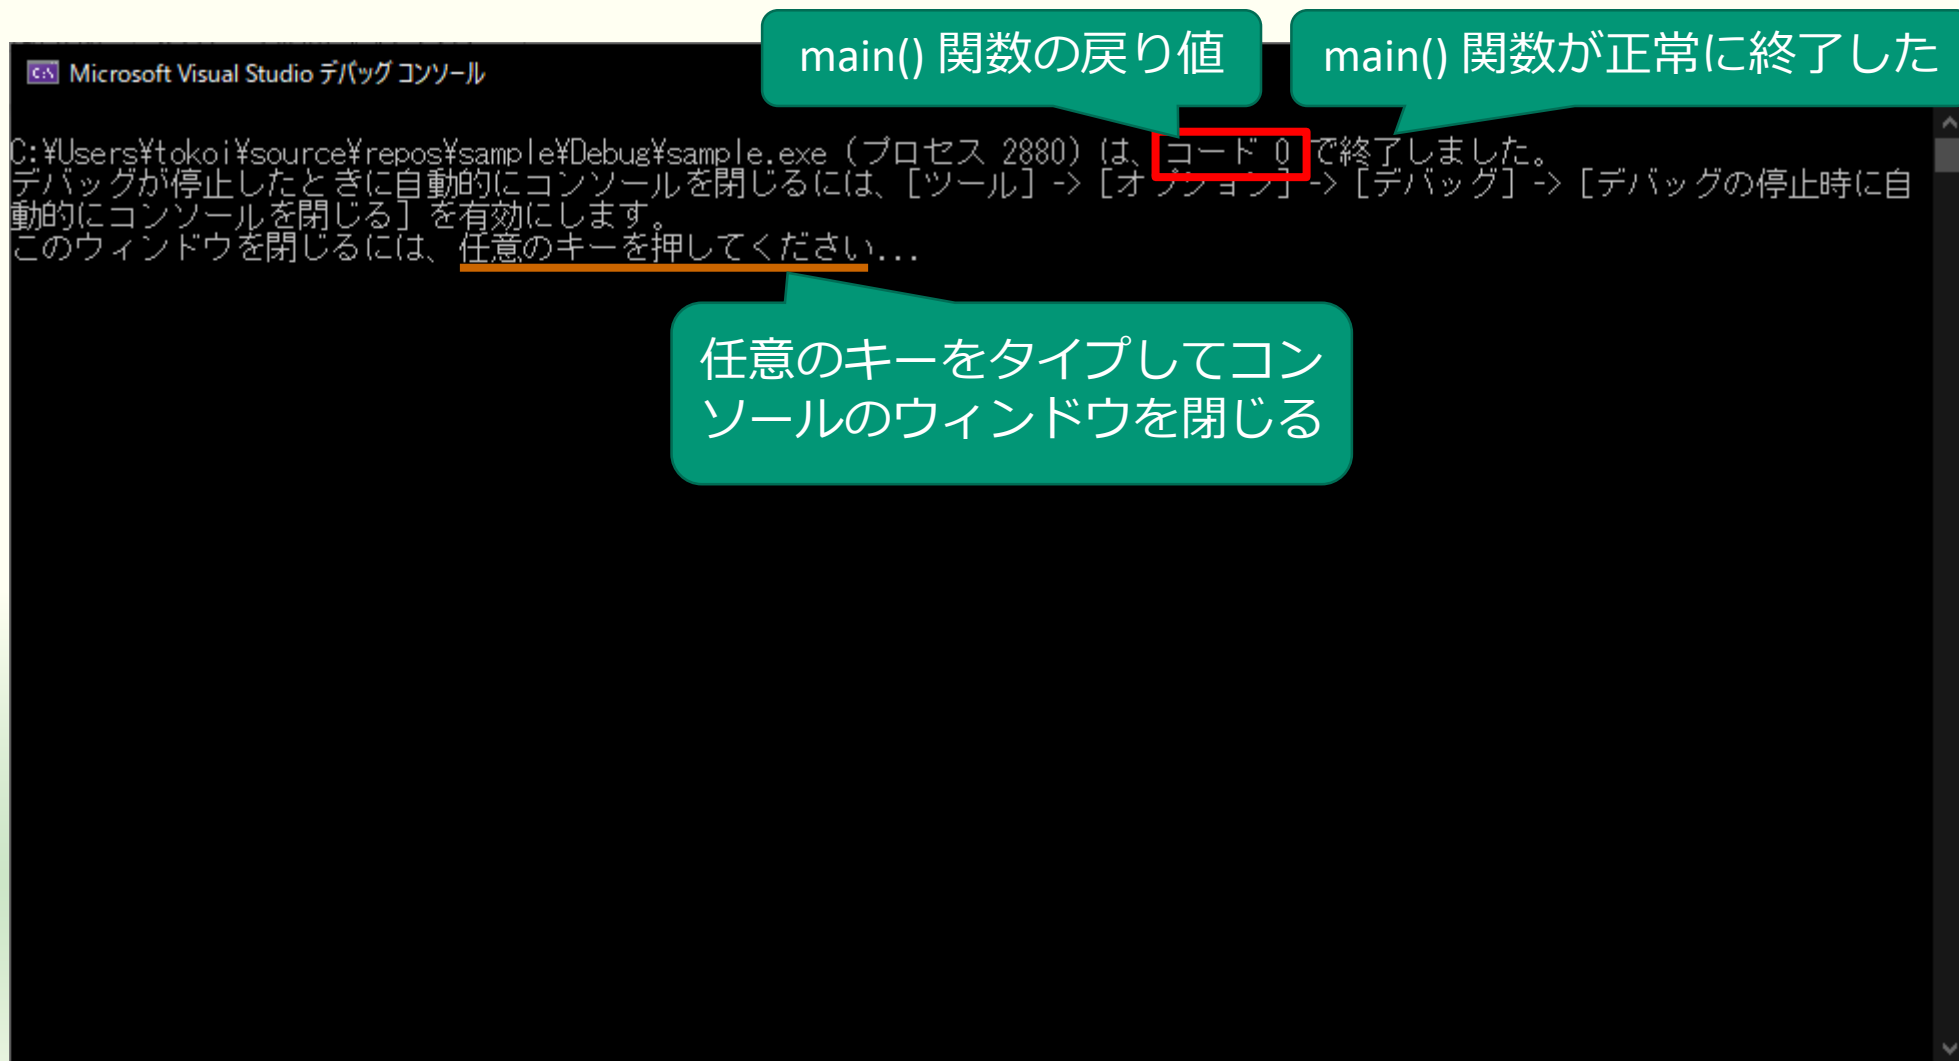 main() 関数の戻り値
main() 関数が正常に終了した
Microsoft Visual Studio デバッグ コンソール
C:¥Users¥tokoi¥source¥repos¥sample¥Debug¥sample.exe (プロセス 2880) は、コード 0 で終了しました。
デバッグが停止したときに自動的にコンソールを閉じるには、[ツール] -> [オプション] -> [デバッグ] -> [デバッグの停止時に自
動的にコンソールを閉じる] を有効にします。
このウィンドウを閉じるには、任意のキーを押してください...
任意のキーをタイプしてコン
ソールのウィンドウを閉じる